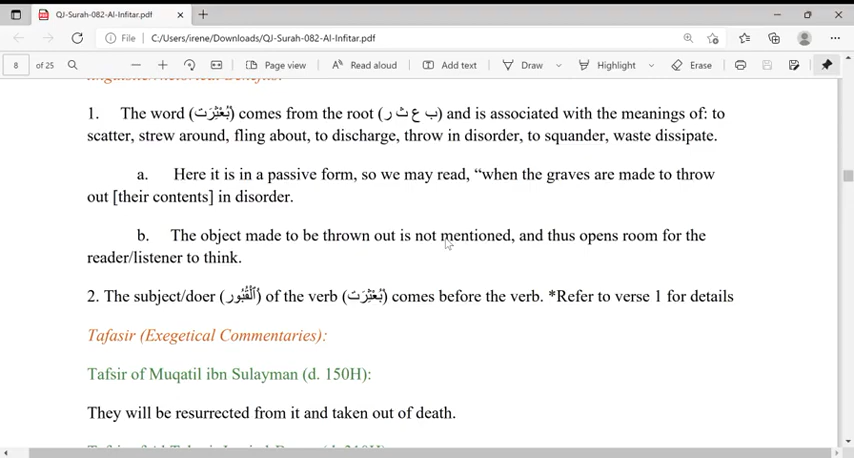 QJ-Surah-082-Al-Infitar.pdf
File C:/Users/irene/Downloads/QJ-Surah-082-Al-Infitar.pdf
8 of 25 Page view Read aloud Add text Draw Highlight Erase
1. The word (بُعْثِرَت) comes from the root (ب ع ث ر) and is associated with the meanings of: to
scatter, strew around, fling about, to discharge, throw in disorder, to squander, waste dissipate.
a. Here it is in a passive form, so we may read, “when the graves are made to throw
out [their contents] in disorder.
b. The object made to be thrown out is not mentioned, and thus opens room for the
reader/listener to think.
2. The subject/doer (ٱلْقُبُور) of the verb (بُعْثِرَت) comes before the verb. *Refer to verse 1 for details
Tafasir (Exegetical Commentaries):
Tafsir of Muqatil ibn Sulayman (d. 150H):
They will be resurrected from it and taken out of death.